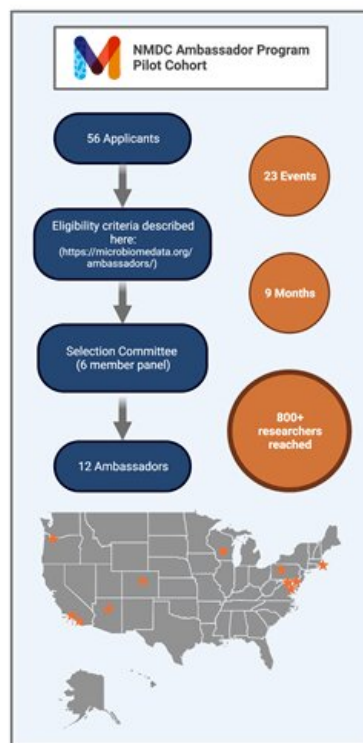 NMDC Ambassador Program
Pilot Cohort
56 Applicants
23 Events
Eligibility criteria described
here:
(https://microbiomedata.org/
ambassadors/)
9 Months
Selection Committee
(6 member panel)
800+
researchers
reached
12 Ambassadors